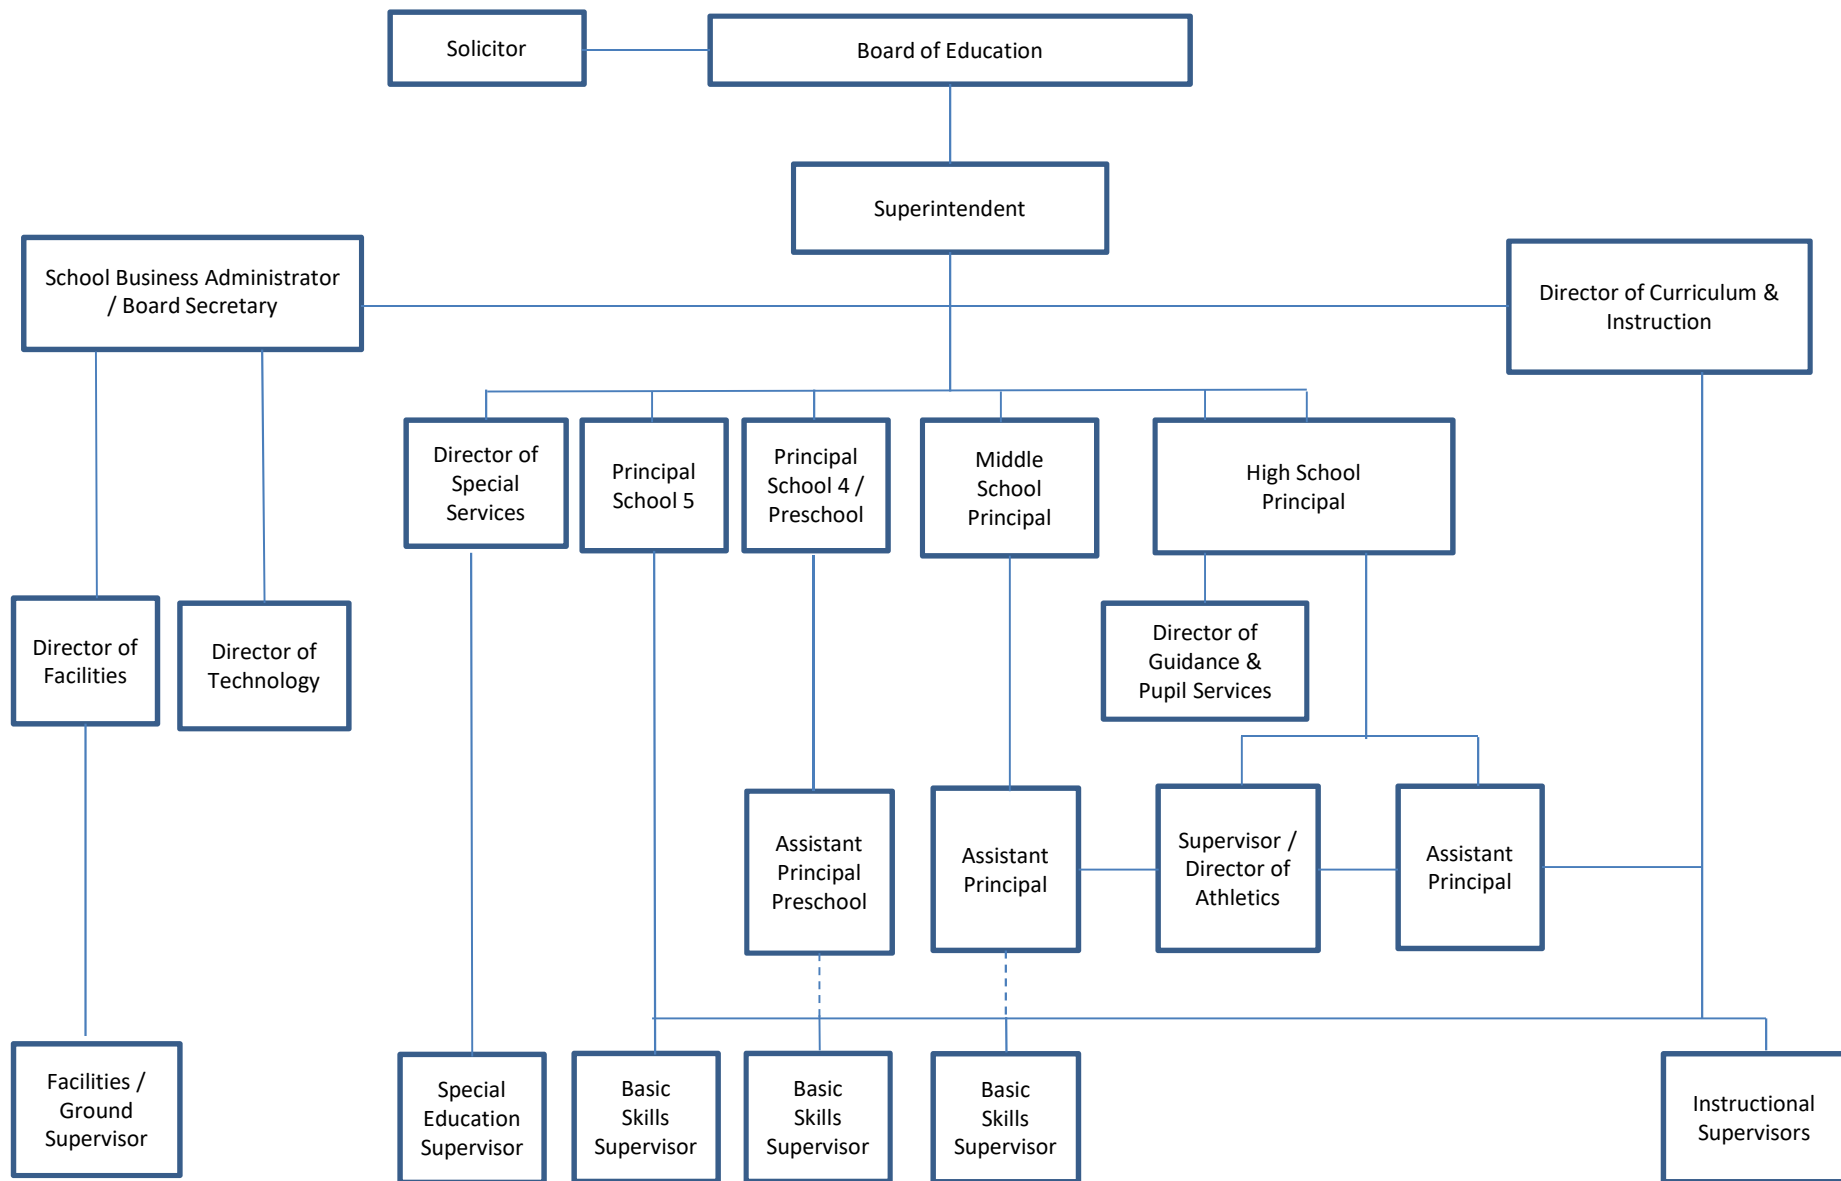 Solicitor
Board of Education
Superintendent
School Business Administrator
/ Board Secretary
Director of Curriculum &
Instruction
Director of
Special
Services
Principal
School 5
Principal
School 4 /
Preschool
Middle
School
Principal
High School
Principal
Director of
Facilities
Director of
Technology
Director of
Guidance &
Pupil Services
Assistant
Principal
Preschool
Assistant
Principal
Supervisor /
Director of
Athletics
Assistant
Principal
Facilities /
Ground
Supervisor
Special
Education
Supervisor
Basic
Skills
Supervisor
Basic
Skills
Supervisor
Basic
Skills
Supervisor
Instructional
Supervisors